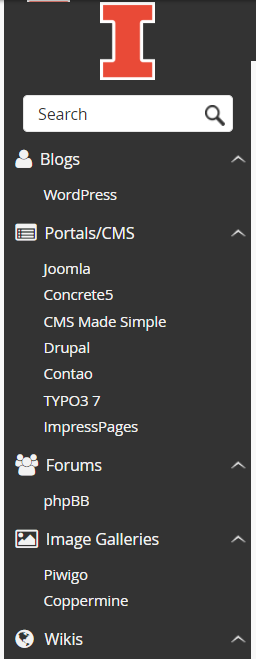 I
Search
Blogs
WordPress
Portals/CMS
Joomla
Concrete5
CMS Made Simple
Drupal
Contao
TYPO3 7
ImpressPages
Forums
phpBB
Image Galleries
Piwigo
Coppermine
Wikis